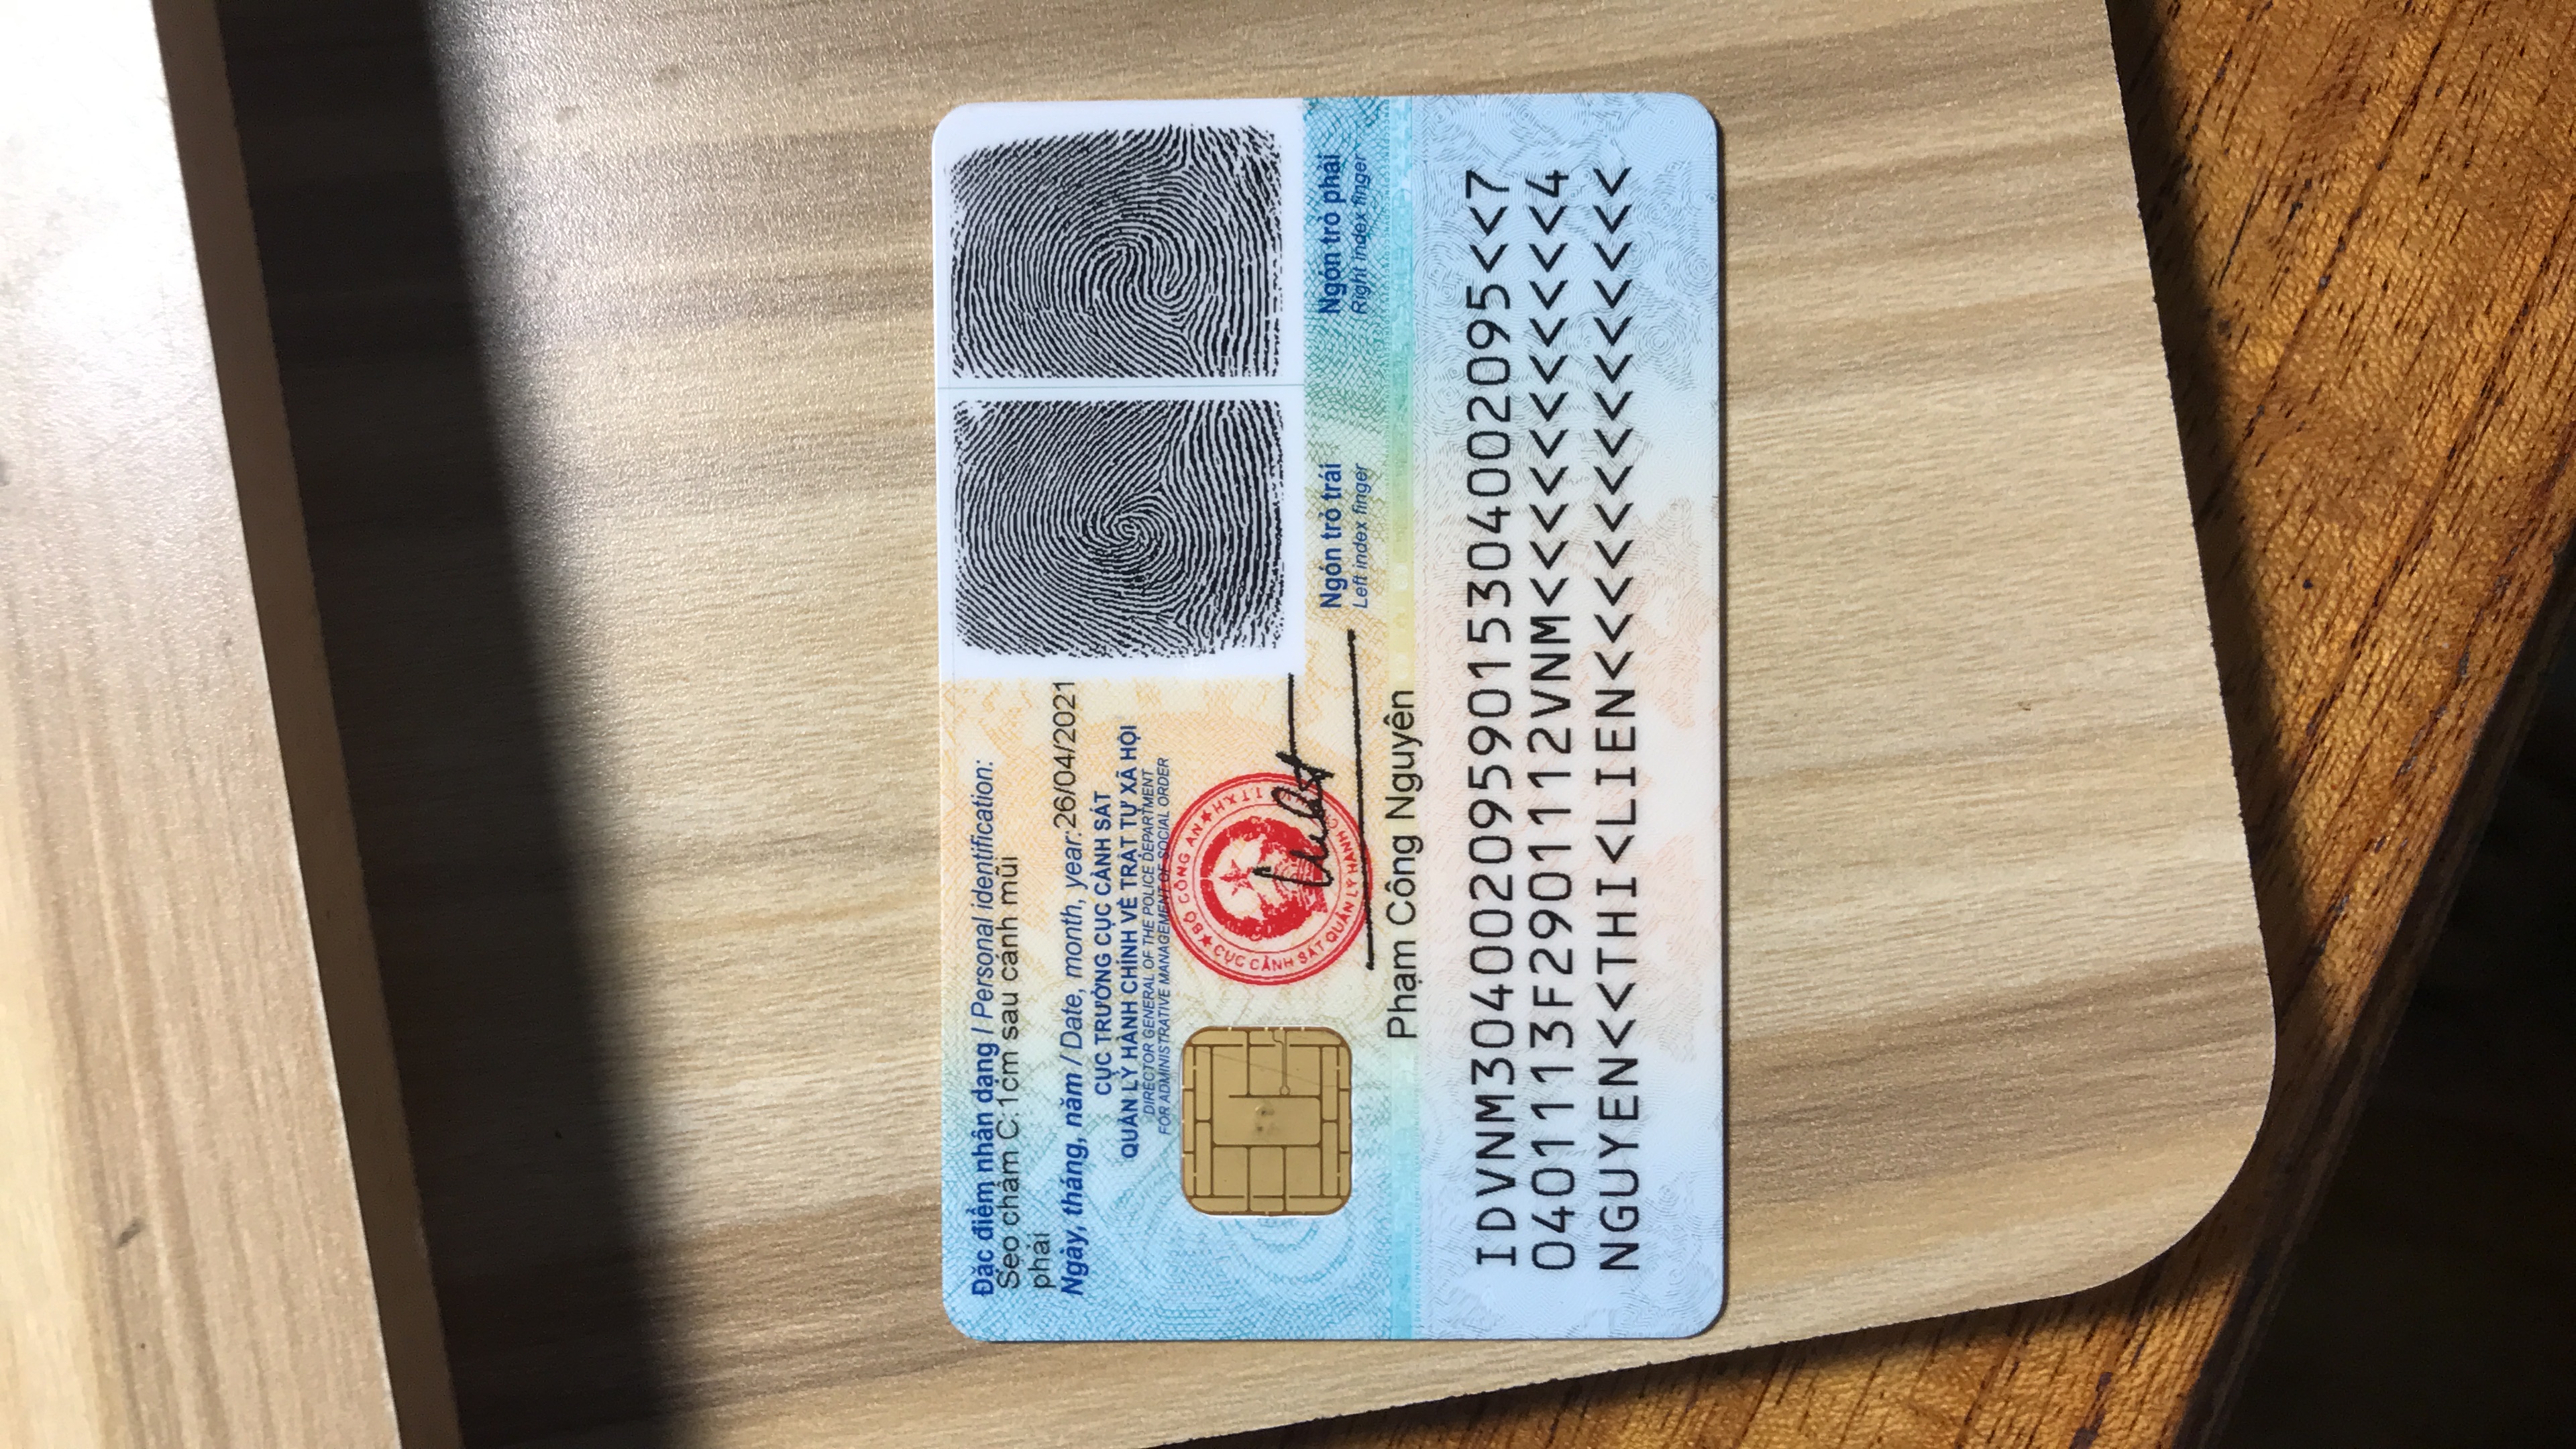 Đặc điểm nhân dạng / Personal identification:
Sẹo chấm C.1cm sau cánh mũi
phải
Ngày, tháng, năm / Date, month, year:26/04/2021
CỤC TRƯỞNG CỤC CẢNH SÁT
QUẢN LÝ HÀNH CHÍNH VỀ TRẬT TỰ XÃ HỘI
DIRECTOR GENERAL OF THE POLICE DEPARTMENT
FOR ADMINISTRATIVE MANAGEMENT OF SOCIAL ORDER
BỘ CÔNG AN
CỤC CẢNH SÁT QUẢN LÝ HÀNH
Phạm Công Nguyên
Ngón trỏ trái
Left index finger
Ngón trỏ phải
Right index finger
IDVNM3040020959015304002095<<7
0401113F2901112VNM<<<<<<<<<<<4
NGUYEN<<THI<LIEN<<<<<<<<<<<<<<